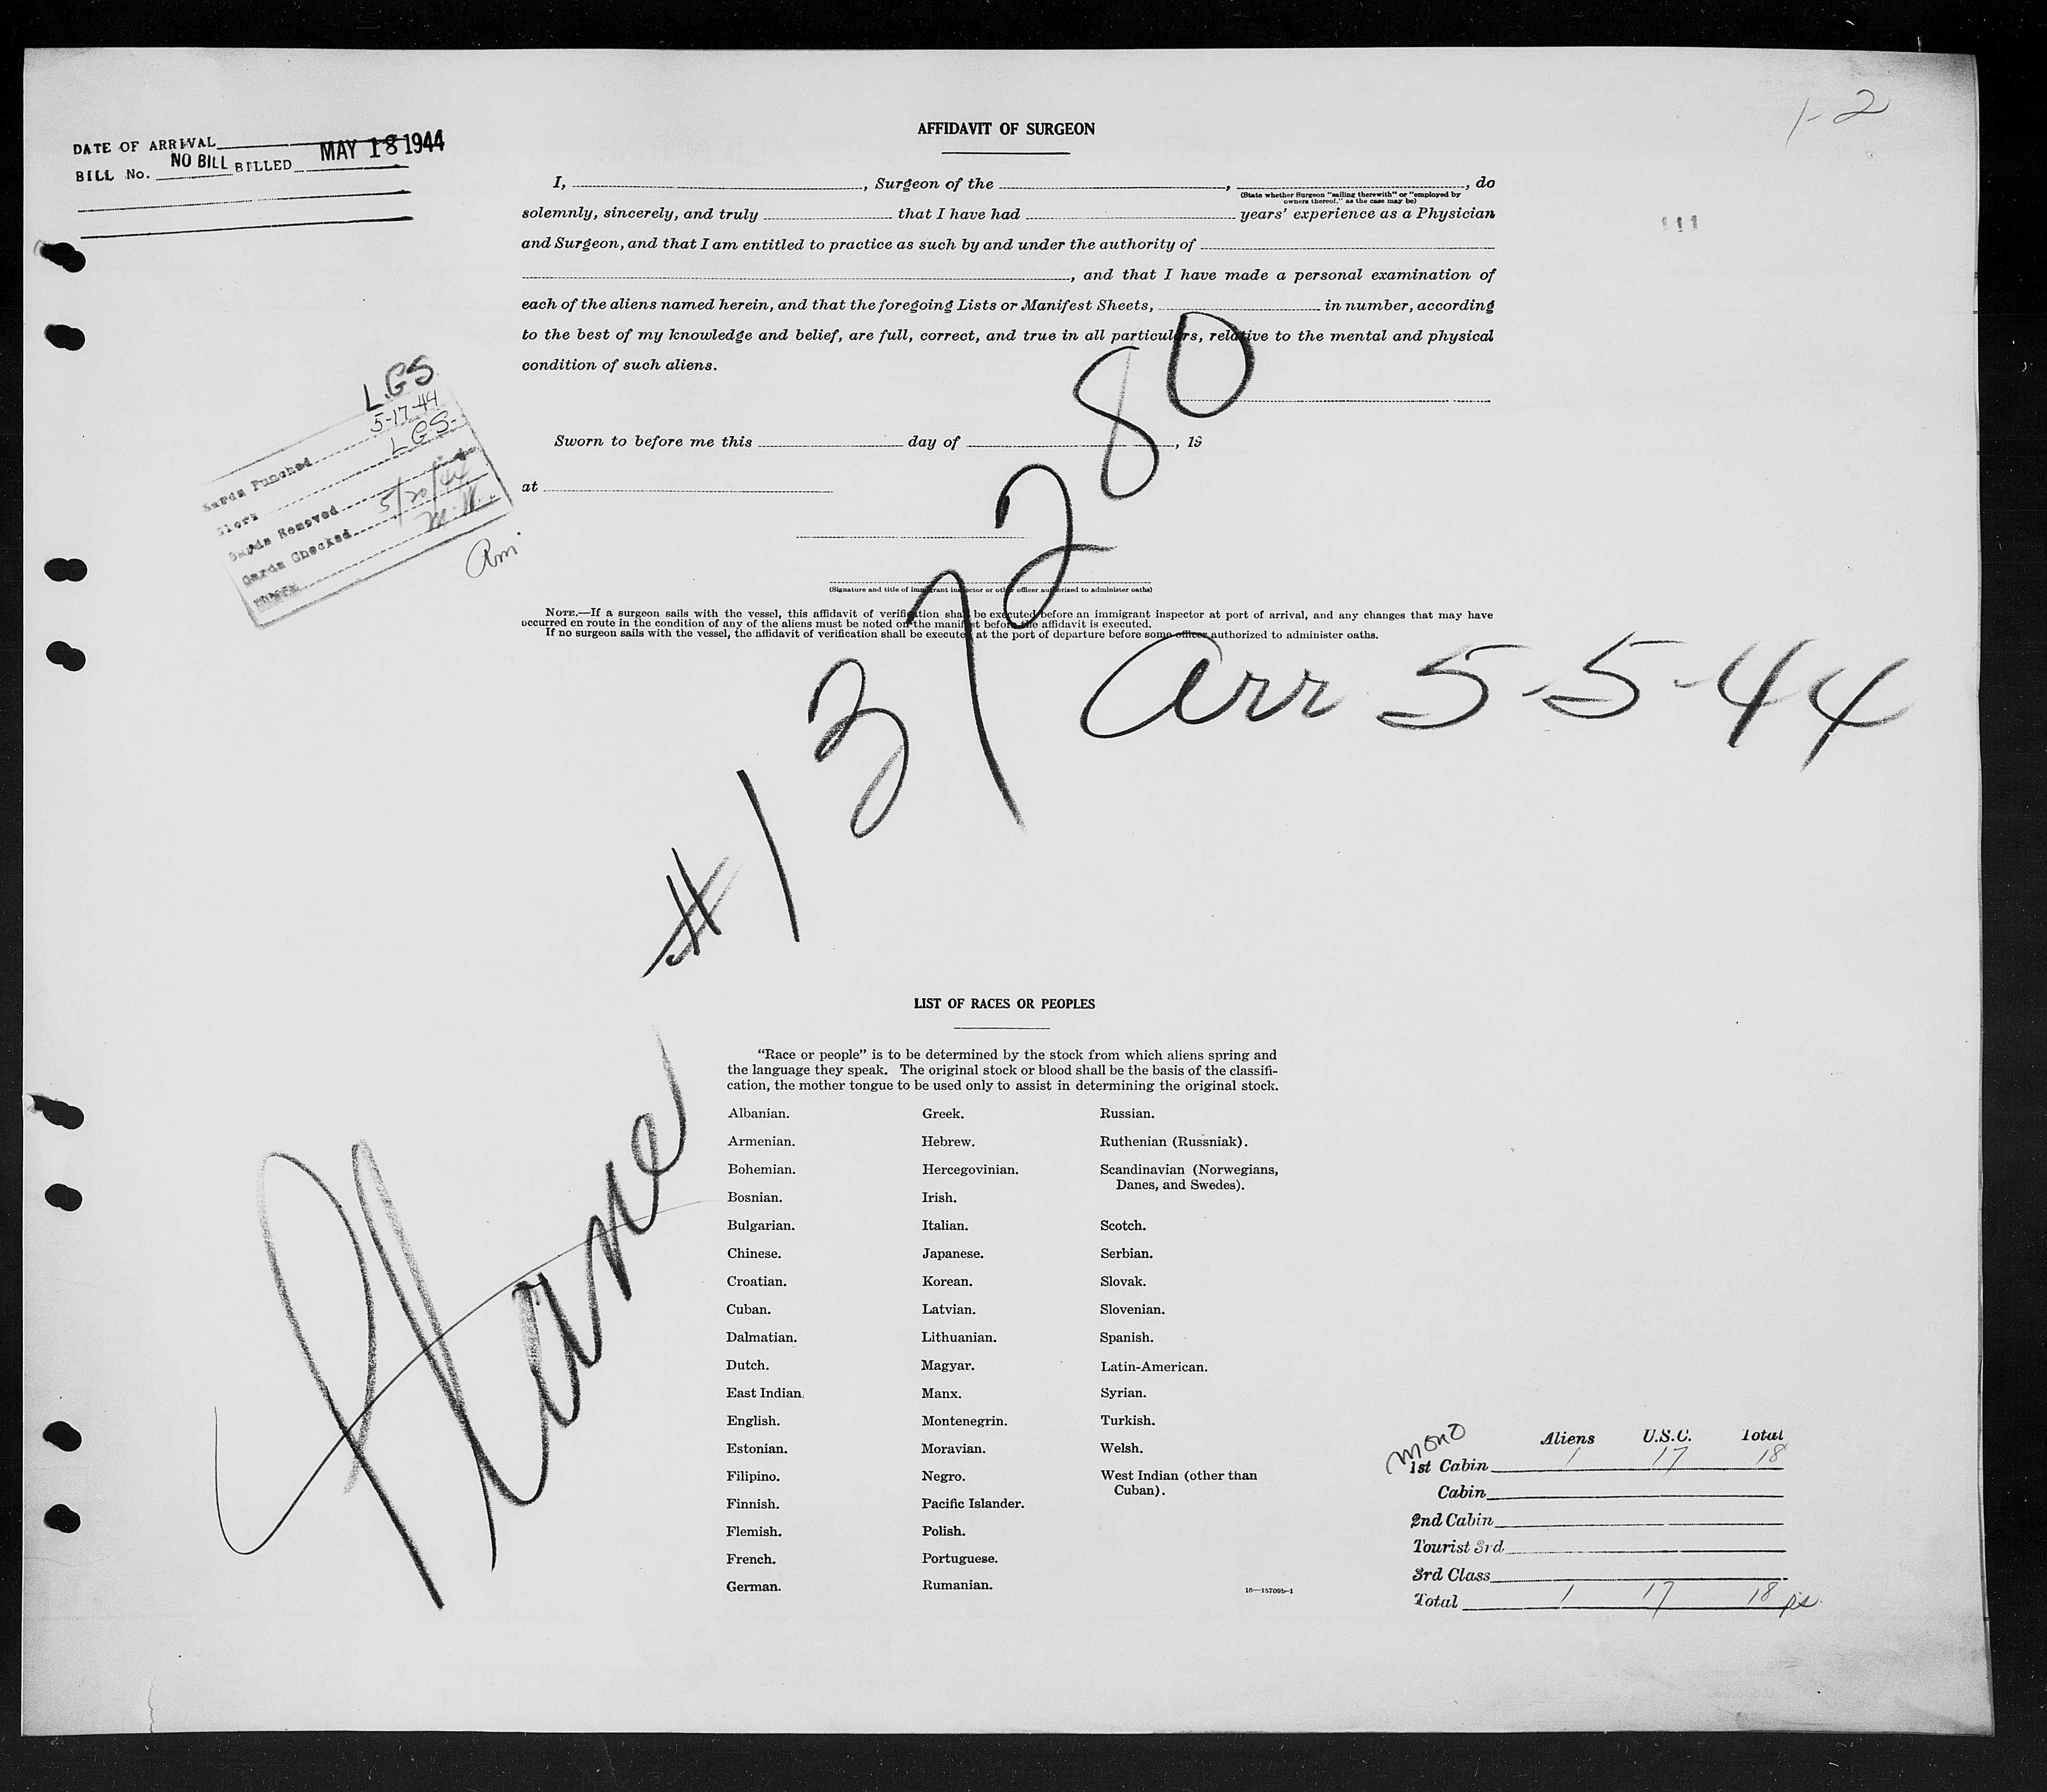 1-2
AFFIDAVIT OF SURGEON
DATE OF ARRIVAL
BILL No. NO BILL BILLED MAY 18 1944
I, , Surgeon of the , , do
(State whether Surgeon "sailing therewith" or "employed by
owners thereof," as the case may be)
solemnly, sincerely, and truly that I have had years' experience as a Physician
111
and Surgeon, and that I am entitled to practice as such by and under the authority of
, and that I have made a personal examination of
each of the aliens named herein, and that the foregoing Lists or Manifest Sheets, in number, according
to the best of my knowledge and belief, are full, correct, and true in all particulars, relative to the mental and physical
condition of such aliens.
Sworn to before me this day of , 19
at
L.G.S.
Cards Punched 5-17-44
Clerk L.G.S.
Cards Removed
Cards Checked 5/20/44
M.M.
Am.
(Signature and title of immigrant inspector or other officer authorized to administer oaths)
NOTE.—If a surgeon sails with the vessel, this affidavit of verification shall be executed before an immigrant inspector at port of arrival, and any changes that may have
occurred en route in the condition of any of the aliens must be noted on the manifest before the affidavit is executed.
If no surgeon sails with the vessel, the affidavit of verification shall be executed at the port of departure before some officer authorized to administer oaths.
Plane #137280
arr 5-5-44
LIST OF RACES OR PEOPLES
"Race or people" is to be determined by the stock from which aliens spring and
the language they speak. The original stock or blood shall be the basis of the classifi-
cation, the mother tongue to be used only to assist in determining the original stock.
Albanian.
Armenian.
Bohemian.
Bosnian.
Bulgarian.
Chinese.
Croatian.
Cuban.
Dalmatian.
Dutch.
East Indian.
English.
Estonian.
Filipino.
Finnish.
Flemish.
French.
German.
Greek.
Hebrew.
Hercegovinian.
Irish.
Italian.
Japanese.
Korean.
Latvian.
Lithuanian.
Magyar.
Manx.
Montenegrin.
Moravian.
Negro.
Pacific Islander.
Polish.
Portuguese.
Rumanian.
Russian.
Ruthenian (Russniak).
Scandinavian (Norwegians,
Danes, and Swedes).
Scotch.
Serbian.
Slovak.
Slovenian.
Spanish.
Latin-American.
Syrian.
Turkish.
Welsh.
West Indian (other than
Cuban).
16—18709b-1
mono
Aliens U.S.C. Total
1st Cabin 1 17 18
Cabin
2nd Cabin
Tourist 3rd
3rd Class
Total 1 17 18